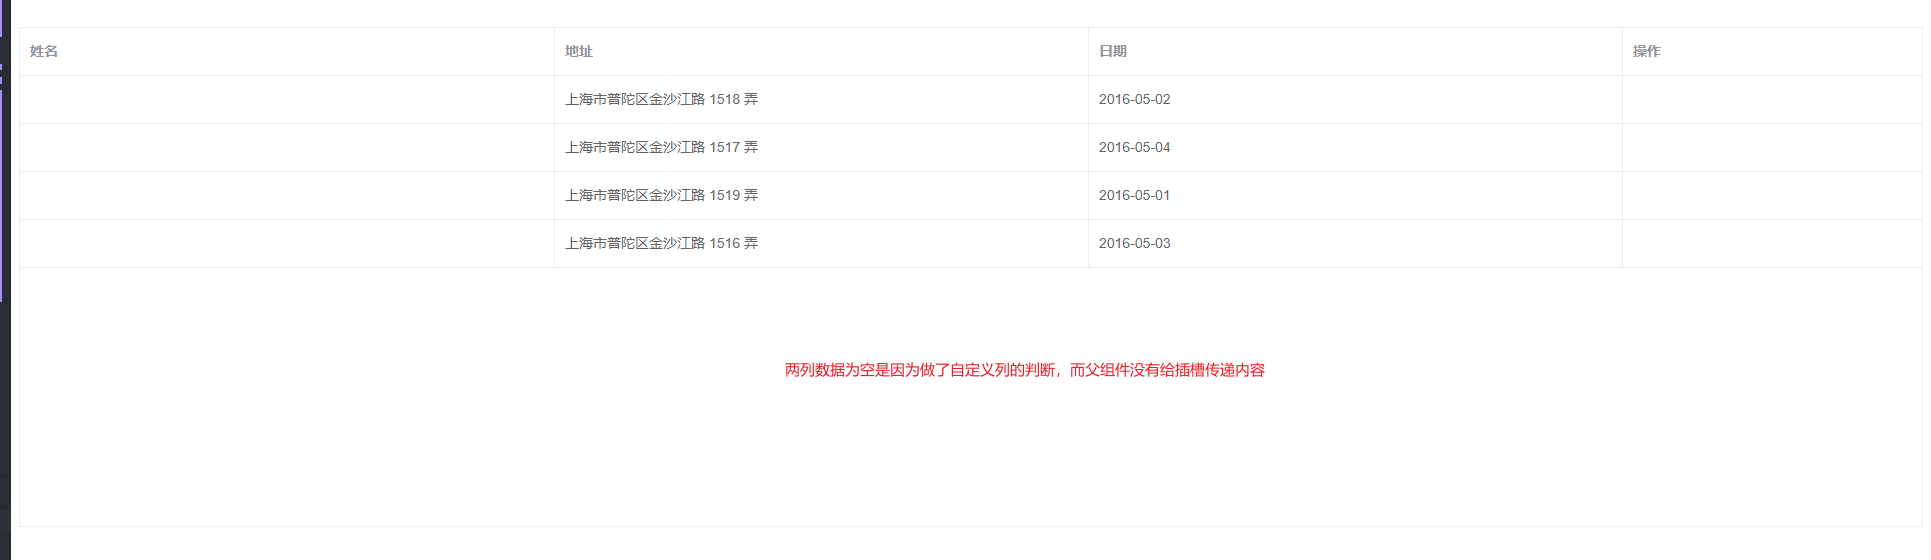 姓名 地址 日期 操作
上海市普陀区金沙江路 1518 弄 2016-05-02
上海市普陀区金沙江路 1517 弄 2016-05-04
上海市普陀区金沙江路 1519 弄 2016-05-01
上海市普陀区金沙江路 1516 弄 2016-05-03
两列数据为空是因为做了自定义列的判断，而父组件没有给插槽传递内容